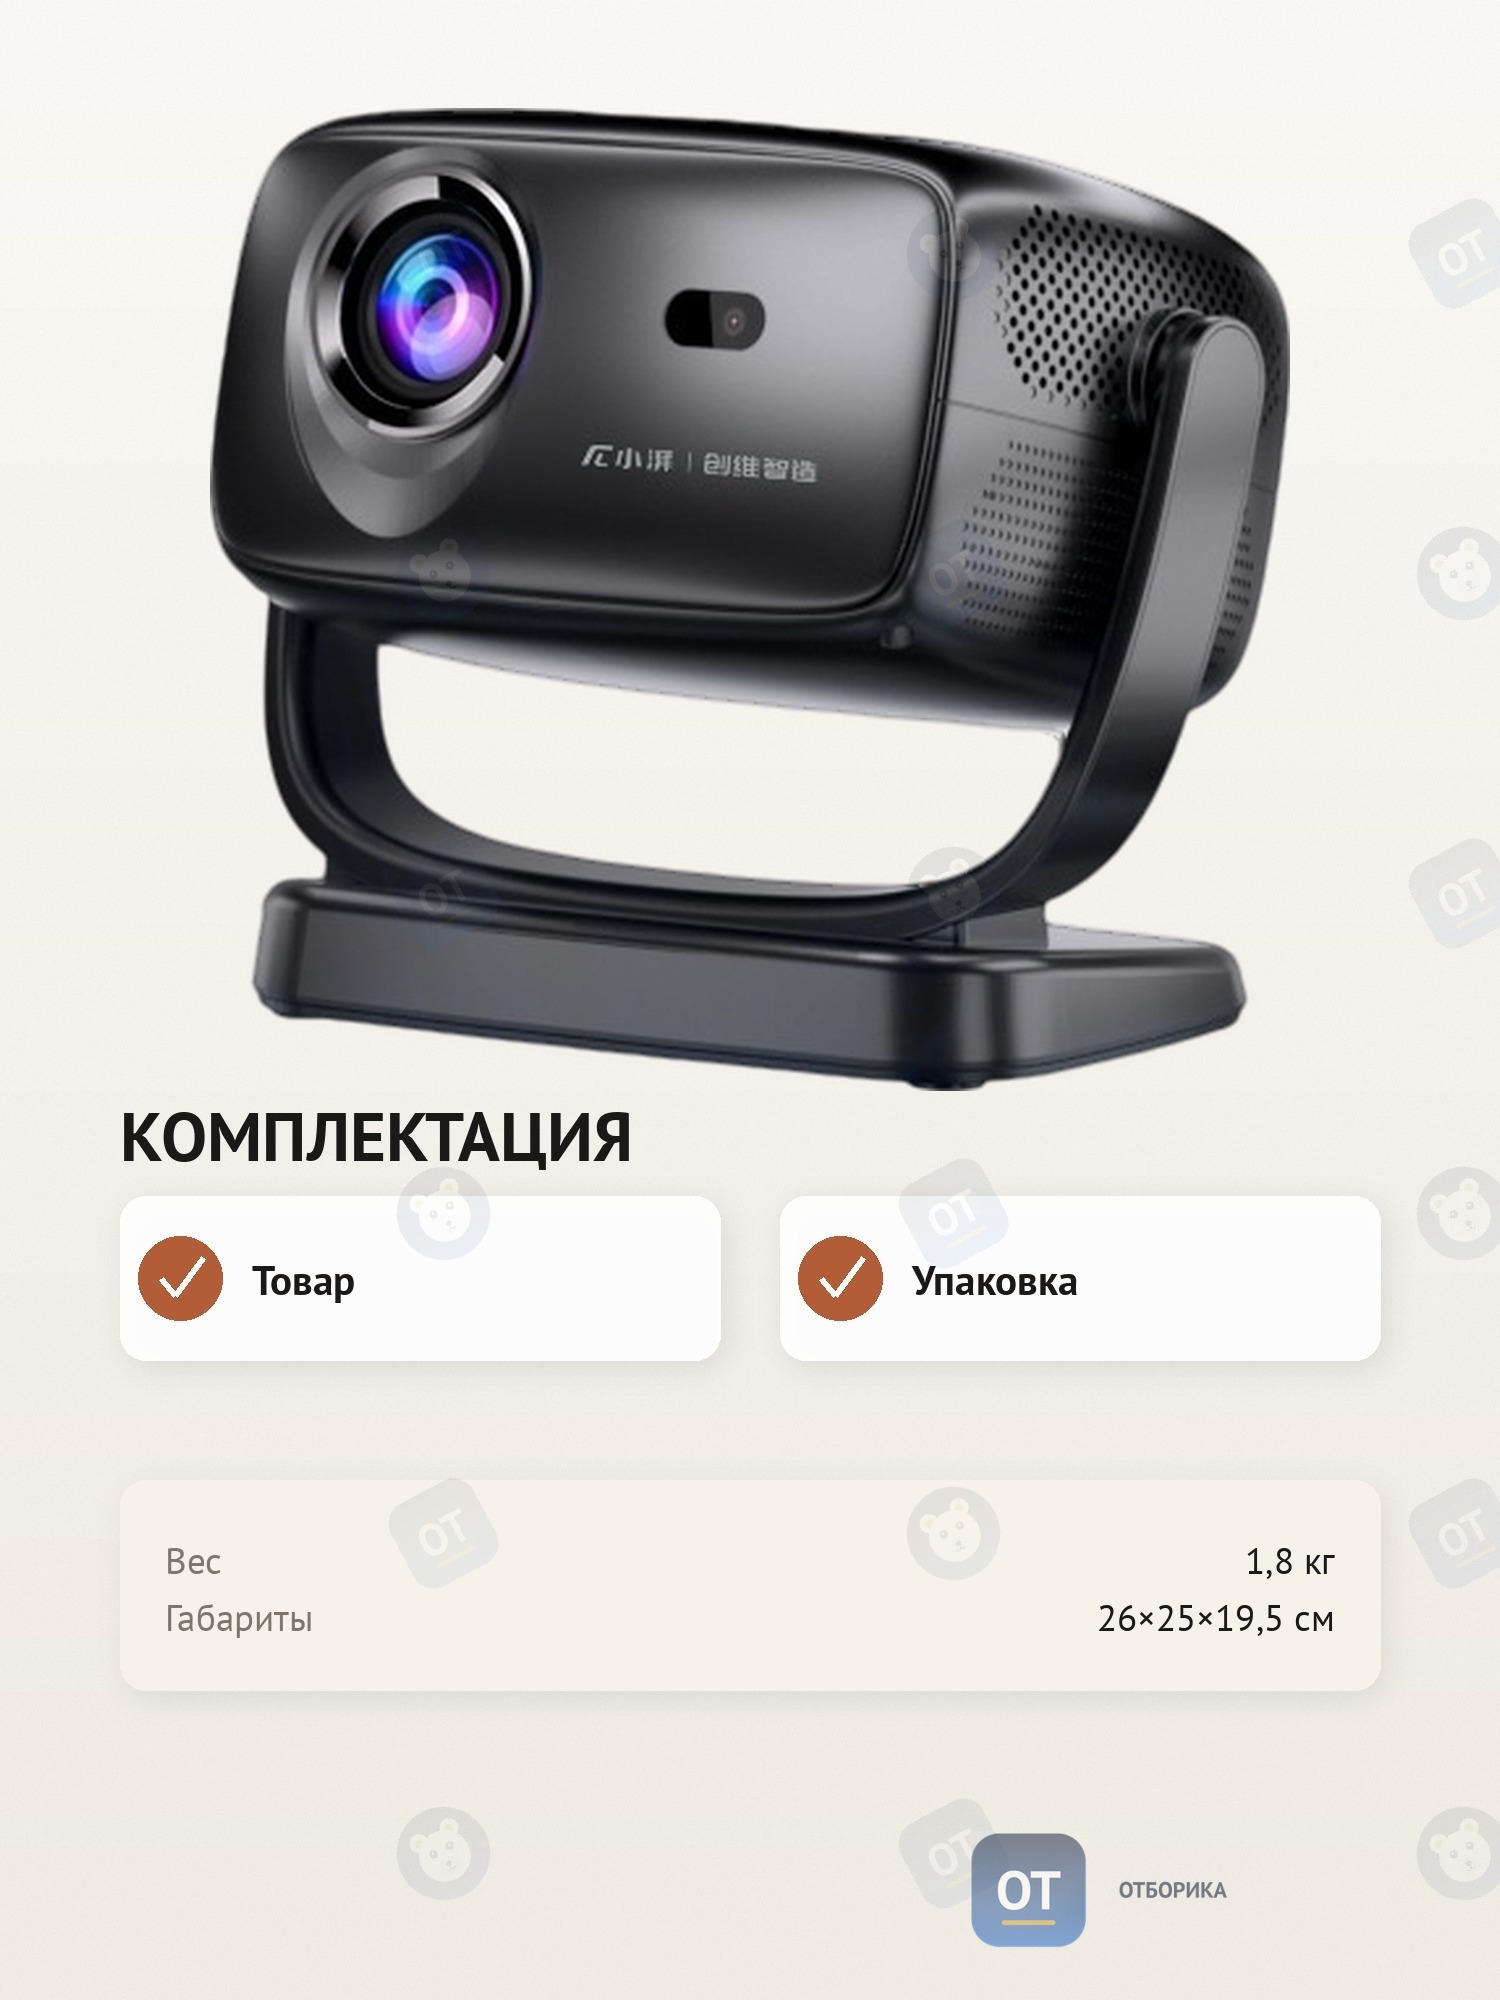 小湃 | 创维智造
КОМПЛЕКТАЦИЯ
Товар
Упаковка
Вес 1,8 кг
Габариты 26×25×19,5 см
ОТ ОТБОРИКА